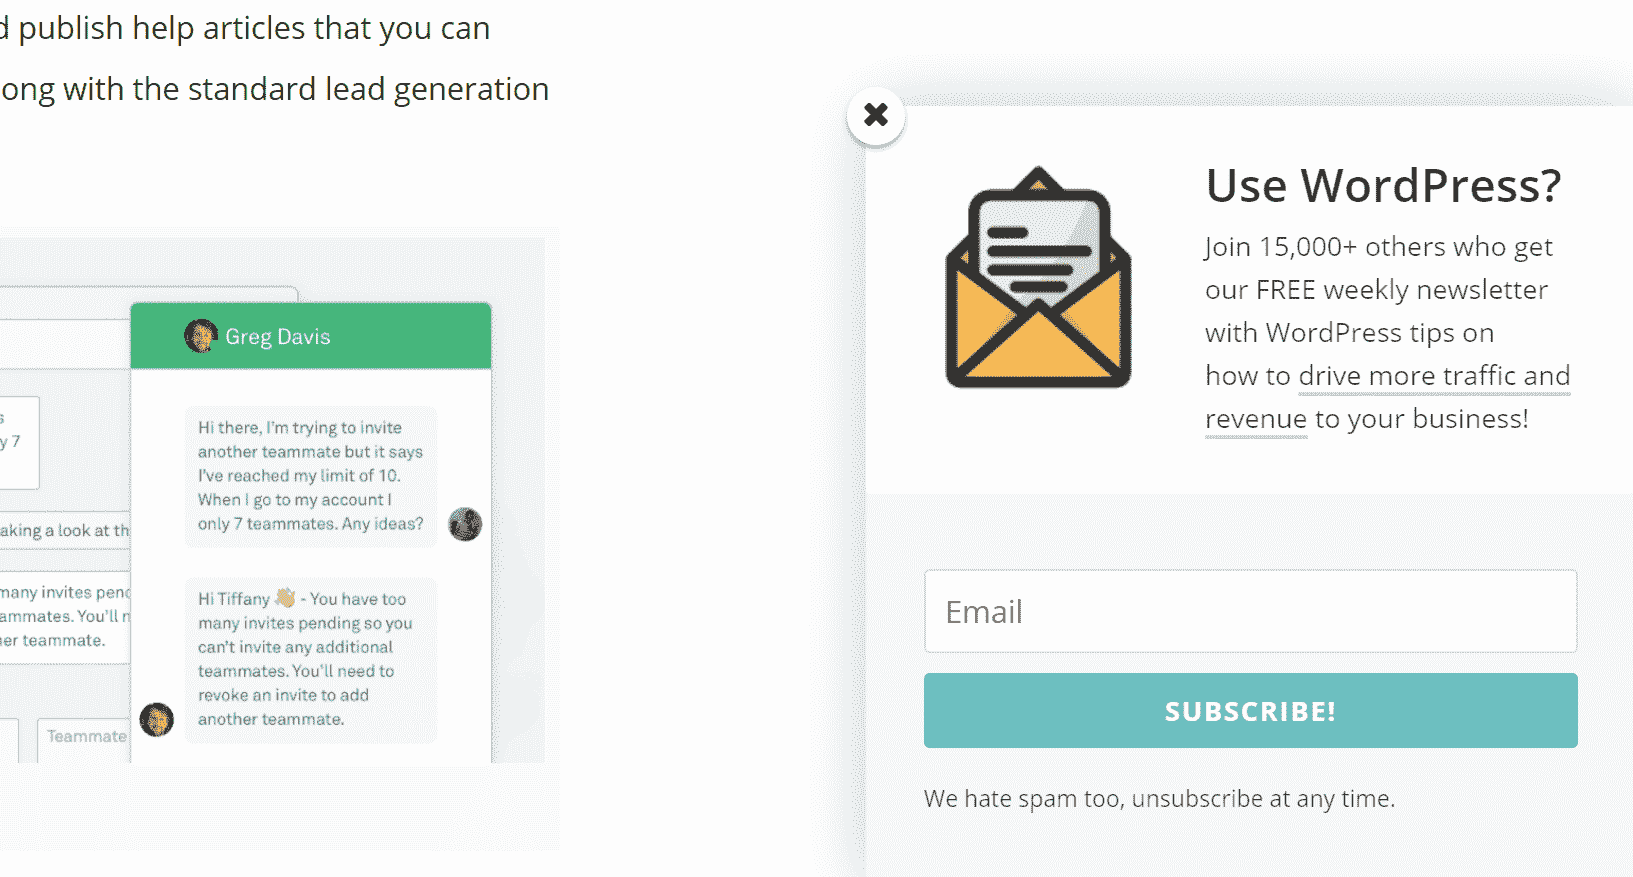 d publish help articles that you can
ong with the standard lead generation
Greg Davis
Hi there, I'm trying to invite
another teammate but it says
I've reached my limit of 10.
When I go to my account I
only 7 teammates. Any ideas?
Hi Tiffany 👋 - You have too
many invites pending so you
can't invite any additional
teammates. You'll need to
revoke an invite to add
another teammate.
s
y 7
aking a look at th
many invites pend
ammates. You'll n
er teammate.
Teammate
Use WordPress?
Join 15,000+ others who get
our FREE weekly newsletter
with WordPress tips on
how to drive more traffic and
revenue to your business!
Email
SUBSCRIBE!
We hate spam too, unsubscribe at any time.